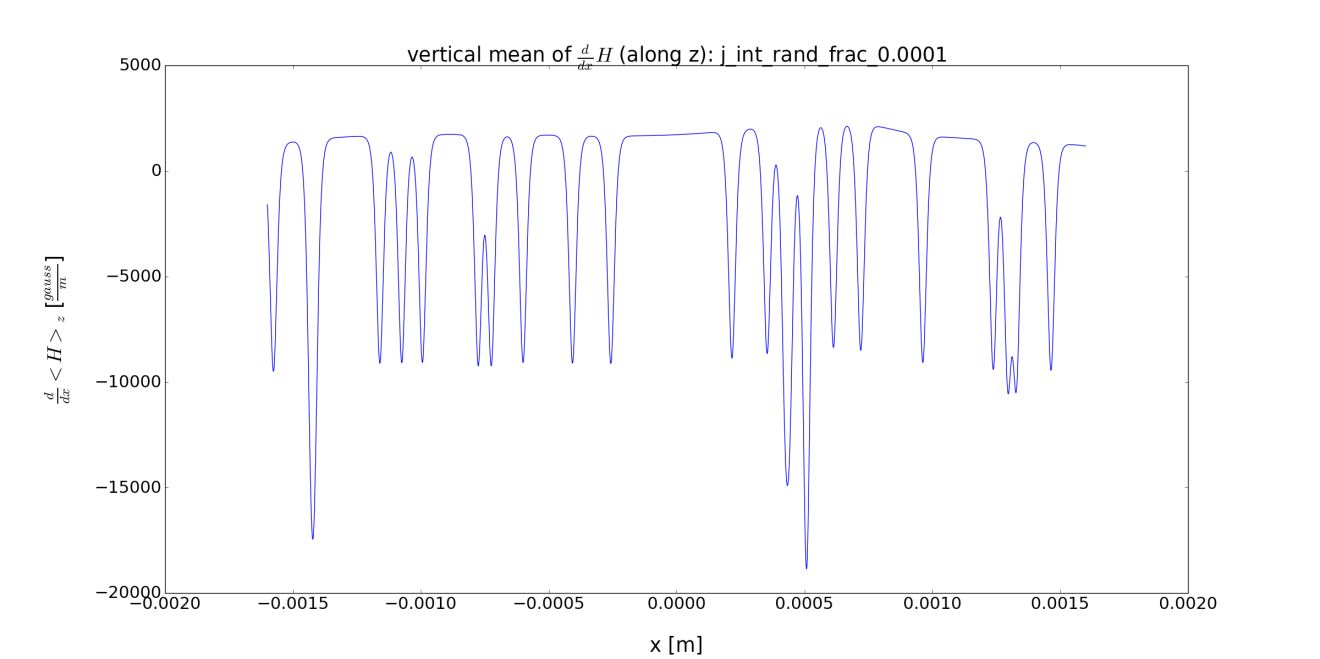 vertical mean of d/dx H (along z): j_int_rand_frac_0.0001
5000
0
−5000
−10000
−15000
−20000
d/dx < H >_z [gauss/m]
−0.0020 −0.0015 −0.0010 −0.0005 0.0000 0.0005 0.0010 0.0015 0.0020
x [m]